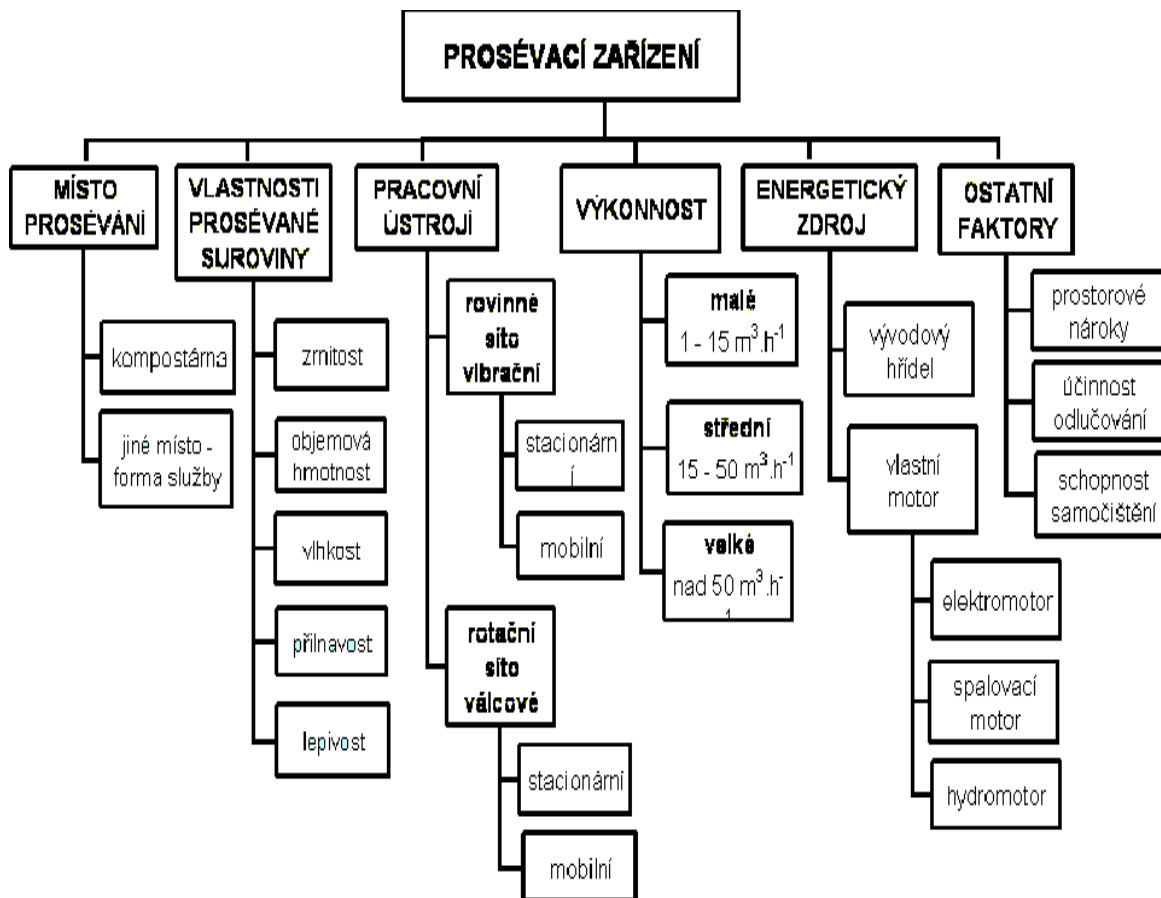 PROSÉVACÍ ZAŘÍZENÍ
MÍSTO
PROSÉVÁNÍ
kompostárna
jiné místo -
forma služby
VLASTNOSTI
PROSÉVANÉ
SUROVINY
zrnitost
objemová
hmotnost
vlhkost
přilnavost
lepivost
PRACOVNÍ
ÚSTROJÍ
rovinné
síto
vibrační
stacionárn
í
mobilní
rotační
síto
válcové
stacionární
mobilní
VÝKONNOST
malé
1 - 15 m³.h⁻¹
střední
15 - 50 m³.h⁻¹
velké
nad 50 m³.h⁻
¹
ENERGETICKÝ
ZDROJ
vývodový
hřídel
vlastní
motor
elektromotor
spalovací
motor
hydromotor
OSTATNÍ
FAKTORY
prostorové
nároky
účinnost
odlučování
schopnost
samočištění